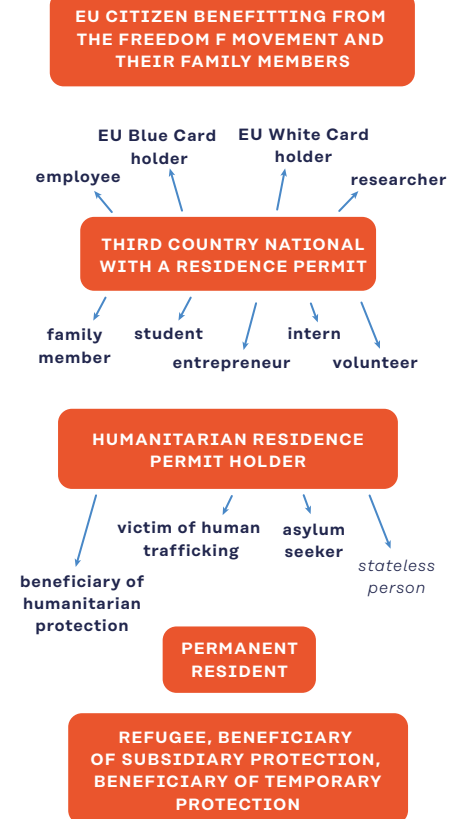 EU CITIZEN BENEFITTING FROM
THE FREEDOM F MOVEMENT AND
THEIR FAMILY MEMBERS
EU Blue Card
holder
EU White Card
holder
employee
researcher
THIRD COUNTRY NATIONAL
WITH A RESIDENCE PERMIT
family
member
student
entrepreneur
intern
volunteer
HUMANITARIAN RESIDENCE
PERMIT HOLDER
victim of human
trafficking
asylum
seeker
stateless
person
beneficiary of
humanitarian
protection
PERMANENT
RESIDENT
REFUGEE, BENEFICIARY
OF SUBSIDIARY PROTECTION,
BENEFICIARY OF TEMPORARY
PROTECTION